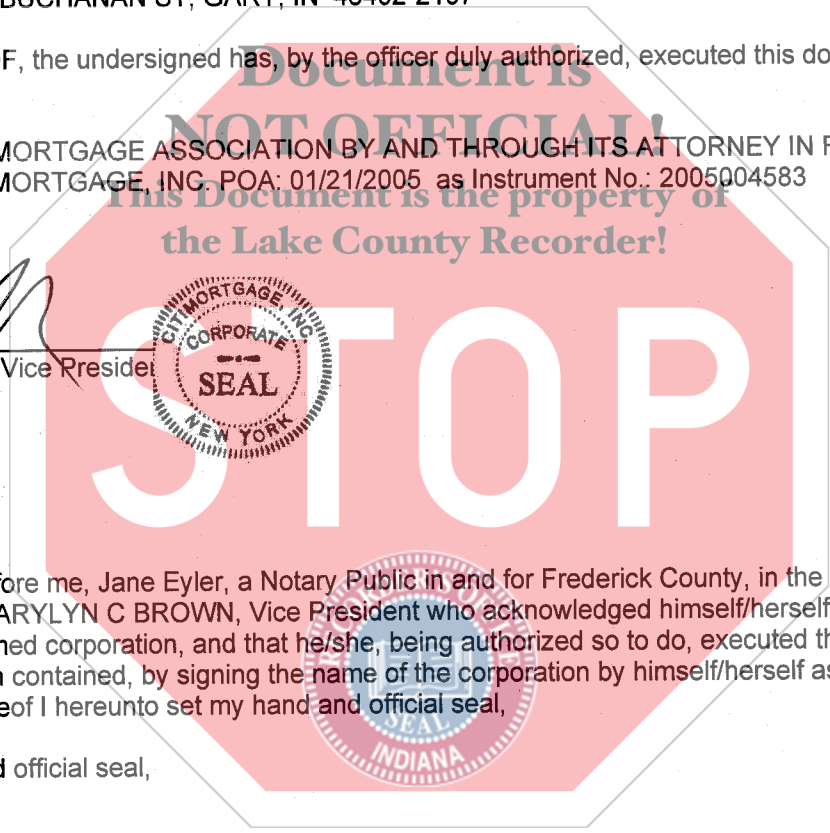 BUCHANAN ST, GARY, IN
F, the undersigned has, by the officer duly authorized, executed this do
Document is
NOT OFFICIAL!
MORTGAGE ASSOCIATION BY AND THROUGH ITS ATTORNEY IN F
MORTGAGE, INC. POA: 01/21/2005 as Instrument No.: 2005004583
This Document is the property of
the Lake County Recorder!
STOP
CITIMORTGAGE, INC.
CORPORATE
SEAL
NEW YORK
Vice Presiden
fore me, Jane Eyler, a Notary Public in and for Frederick County, in the
ARYLYN C BROWN, Vice President who acknowledged himself/herself
ned corporation, and that he/she, being authorized so to do, executed th
n contained, by signing the name of the corporation by himself/herself as
eof I hereunto set my hand and official seal,
RECORDER'S OFFICE
SEAL
INDIANA
d official seal,